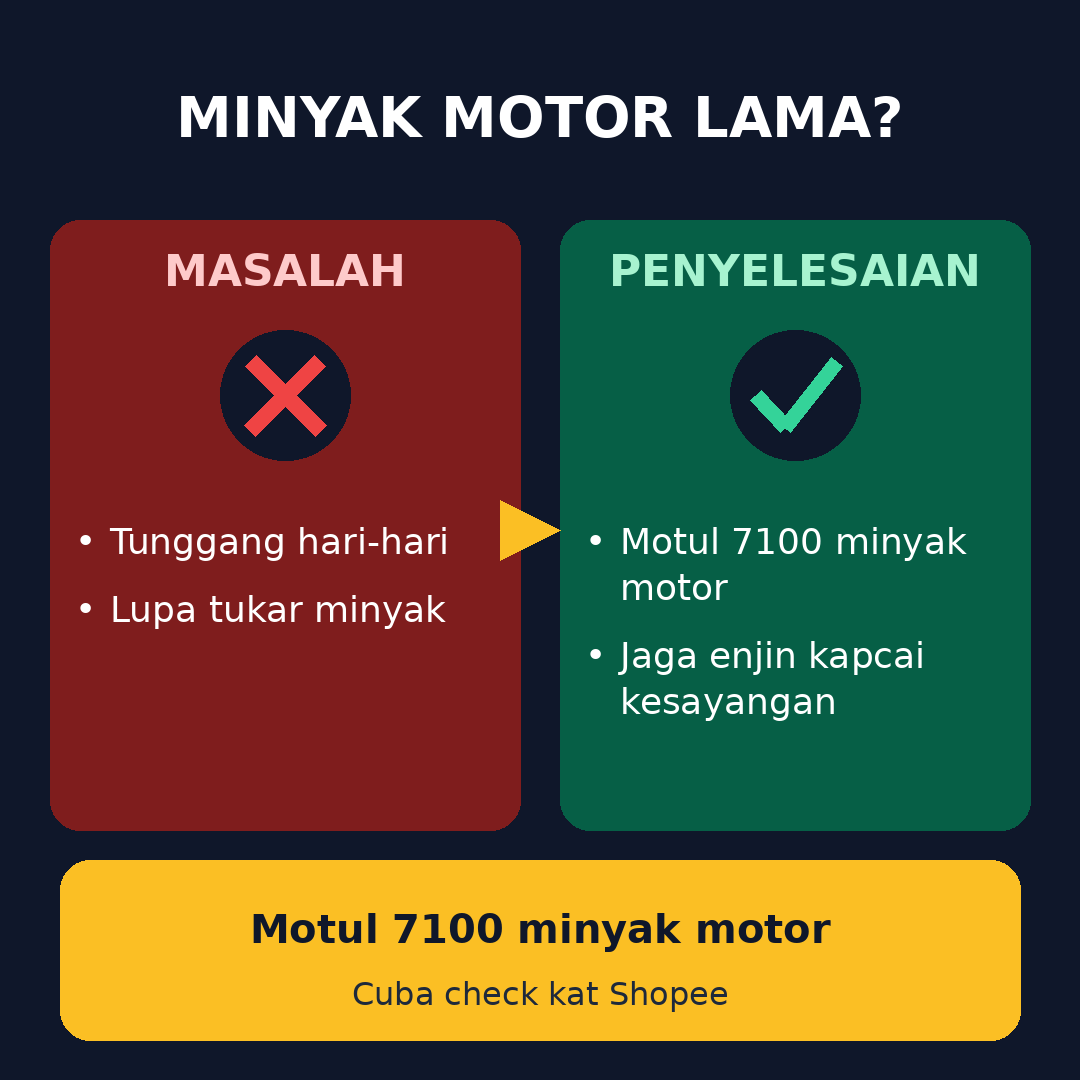 MINYAK MOTOR LAMA?
MASALAH
• Tunggang hari-hari
• Lupa tukar minyak
PENYELESAIAN
• Motul 7100 minyak
motor
• Jaga enjin kapcai
kesayangan
Motul 7100 minyak motor
Cuba check kat Shopee